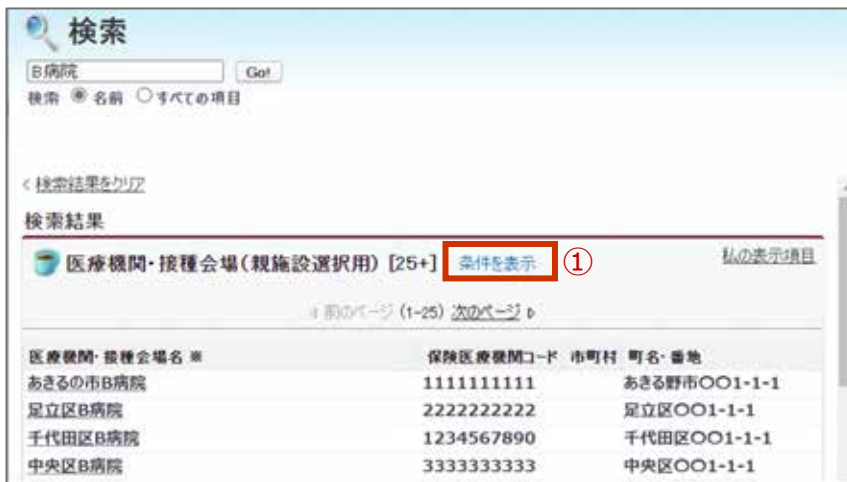 検索
B病院 Go!
検索 名前 すべての項目
< 検索結果をクリア
検索結果
医療機関・接種会場(親施設選択用) [25+] 条件を表示 ① 私の表示項目
前のページ (1-25) 次のページ
医療機関・接種会場名 ※ 保険医療機関コード 市町村 町名・番地
あきるの市B病院 1111111111 あきる野市〇〇1-1-1
足立区B病院 2222222222 足立区〇〇1-1-1
千代田区B病院 1234567890 千代田区〇〇1-1-1
中央区B病院 3333333333 中央区〇〇1-1-1